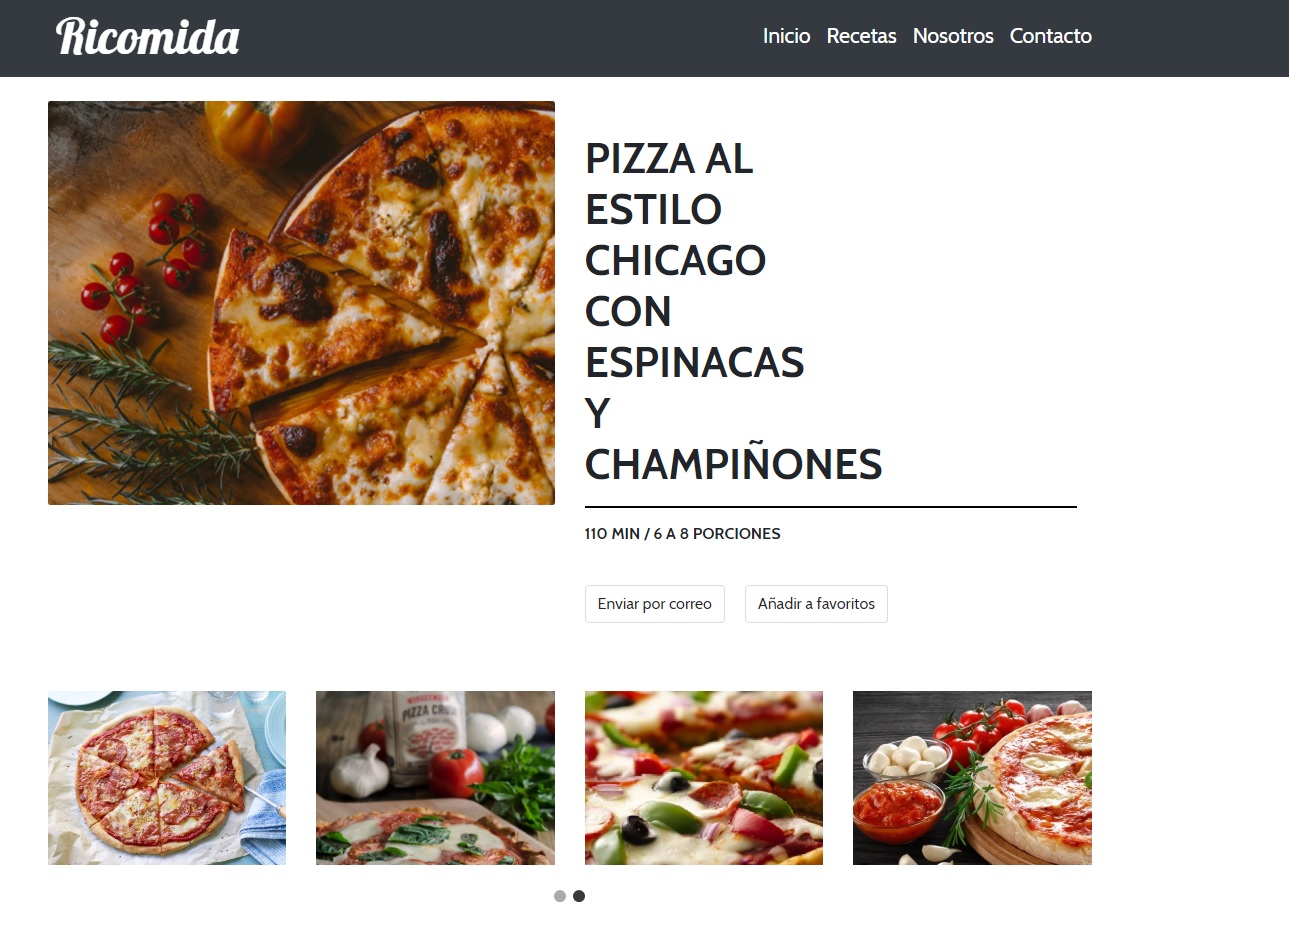 Ricomida
Inicio Recetas Nosotros Contacto
PIZZA AL
ESTILO
CHICAGO
CON
ESPINACAS
Y
CHAMPIÑONES
110 MIN / 6 A 8 PORCIONES
Enviar por correo
Añadir a favoritos
PIZZA CRUST